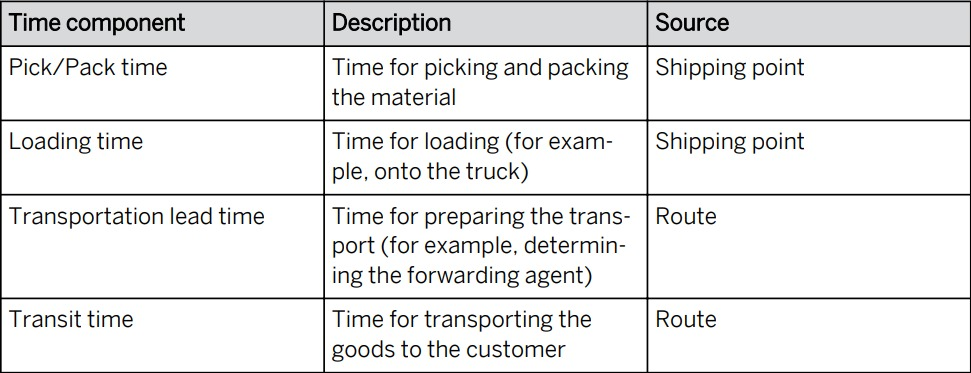 Time component Description Source
Pick/Pack time Time for picking and packing Shipping point
the material
Loading time Time for loading (for exam- Shipping point
ple, onto the truck)
Transportation lead time Time for preparing the trans- Route
port (for example, determin-
ing the forwarding agent)
Transit time Time for transporting the Route
goods to the customer